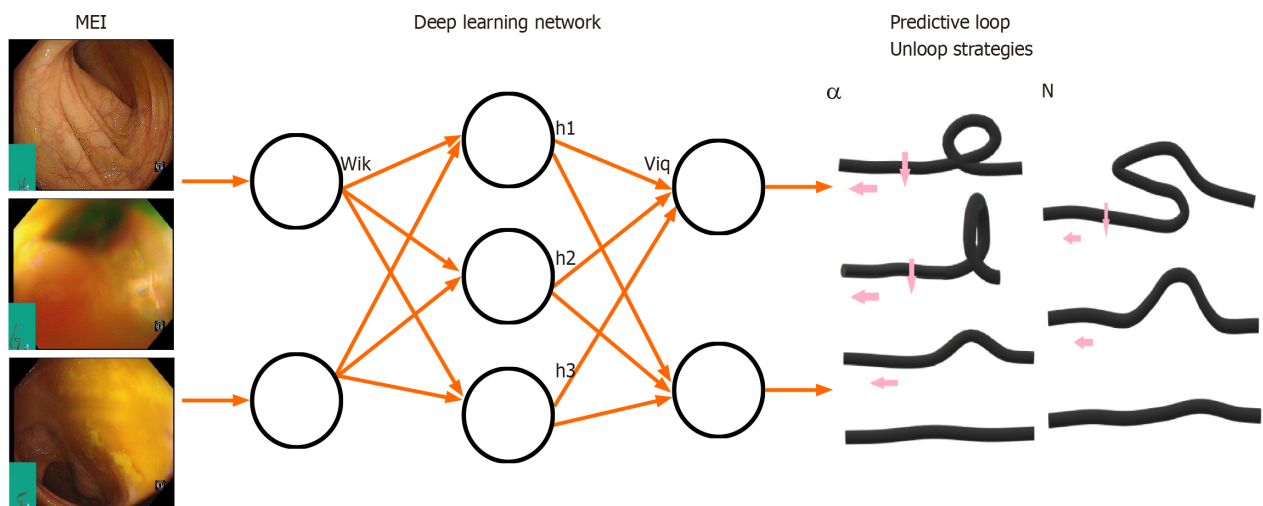 MEI
Deep learning network
Predictive loop
Unloop strategies
α
N
Wik
h1
Viq
h2
h3